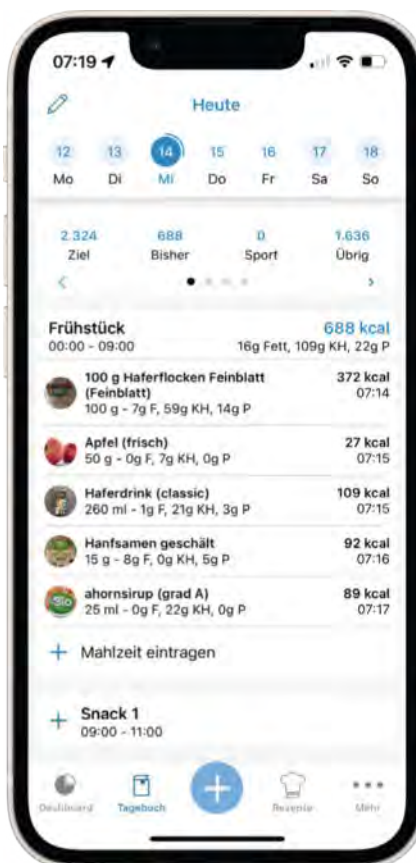 07:19
Heute
12 13 14 15 16 17 18
Mo Di Mi Do Fr Sa So
2.324 688 0 1.636
Ziel Bisher Sport Übrig
Frühstück 688 kcal
00:00 - 09:00 16g Fett, 109g KH, 22g P
100 g Haferflocken Feinblatt 372 kcal
(Feinblatt) 07:14
100 g - 7g F, 59g KH, 14g P
Apfel (frisch) 27 kcal
50 g - 0g F, 7g KH, 0g P 07:15
Haferdrink (classic) 109 kcal
260 ml - 1g F, 21g KH, 3g P 07:15
Hanfsamen geschält 92 kcal
15 g - 8g F, 0g KH, 5g P 07:16
ahornsirup (grad A) 89 kcal
25 ml - 0g F, 22g KH, 0g P 07:17
+ Mahlzeit eintragen
+ Snack 1
09:00 - 11:00
Dashboard Tagebuch Rezepte Mehr